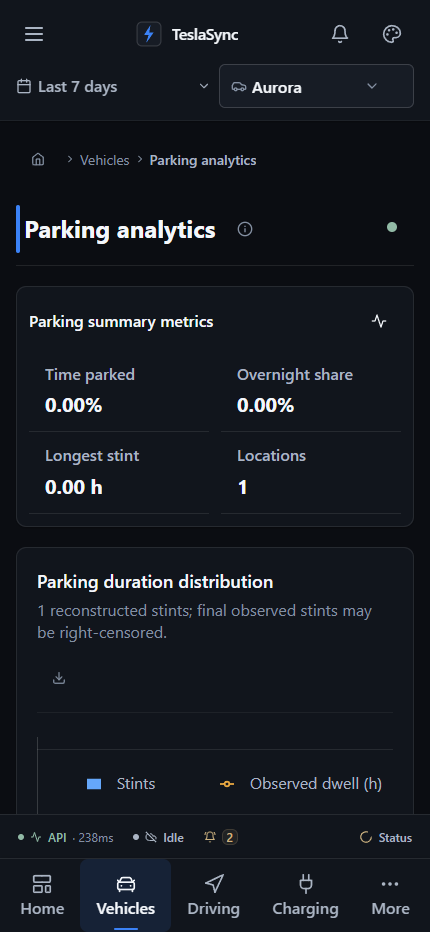 TeslaSync
Last 7 days
Aurora
Vehicles > Parking analytics
Parking analytics
Parking summary metrics
Time parked
Overnight share
0.00%
0.00%
Longest stint
Locations
0.00 h
1
Parking duration distribution
1 reconstructed stints; final observed stints may
be right-censored.
Stints
Observed dwell (h)
API · 238ms
Idle
2
Status
Home
Vehicles
Driving
Charging
More